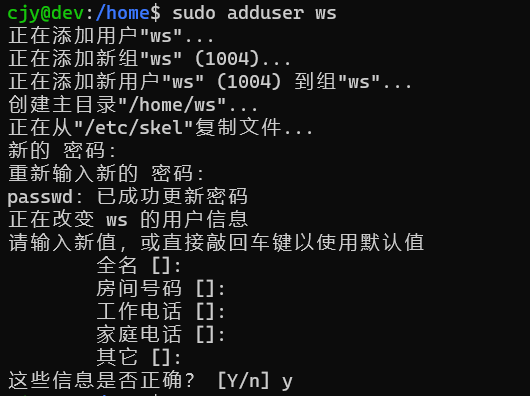 cjy@dev:/home$ sudo adduser ws
正在添加用户"ws"...
正在添加新组"ws" (1004)...
正在添加新用户"ws" (1004) 到组"ws"...
创建主目录"/home/ws"...
正在从"/etc/skel"复制文件...
新的 密码：
重新输入新的 密码：
passwd：已成功更新密码
正在改变 ws 的用户信息
请输入新值，或直接敲回车键以使用默认值
全名 []:
房间号码 []:
工作电话 []:
家庭电话 []:
其它 []:
这些信息是否正确？ [Y/n] y